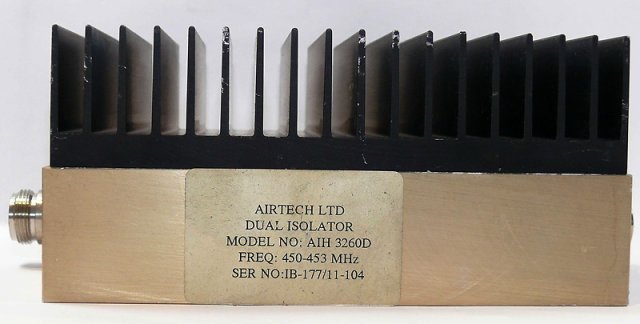 AIRTECH LTD
DUAL ISOLATOR
MODEL NO: AIH 3260D
FREQ: 450-453 MHz
SER NO:IB-177/11-104